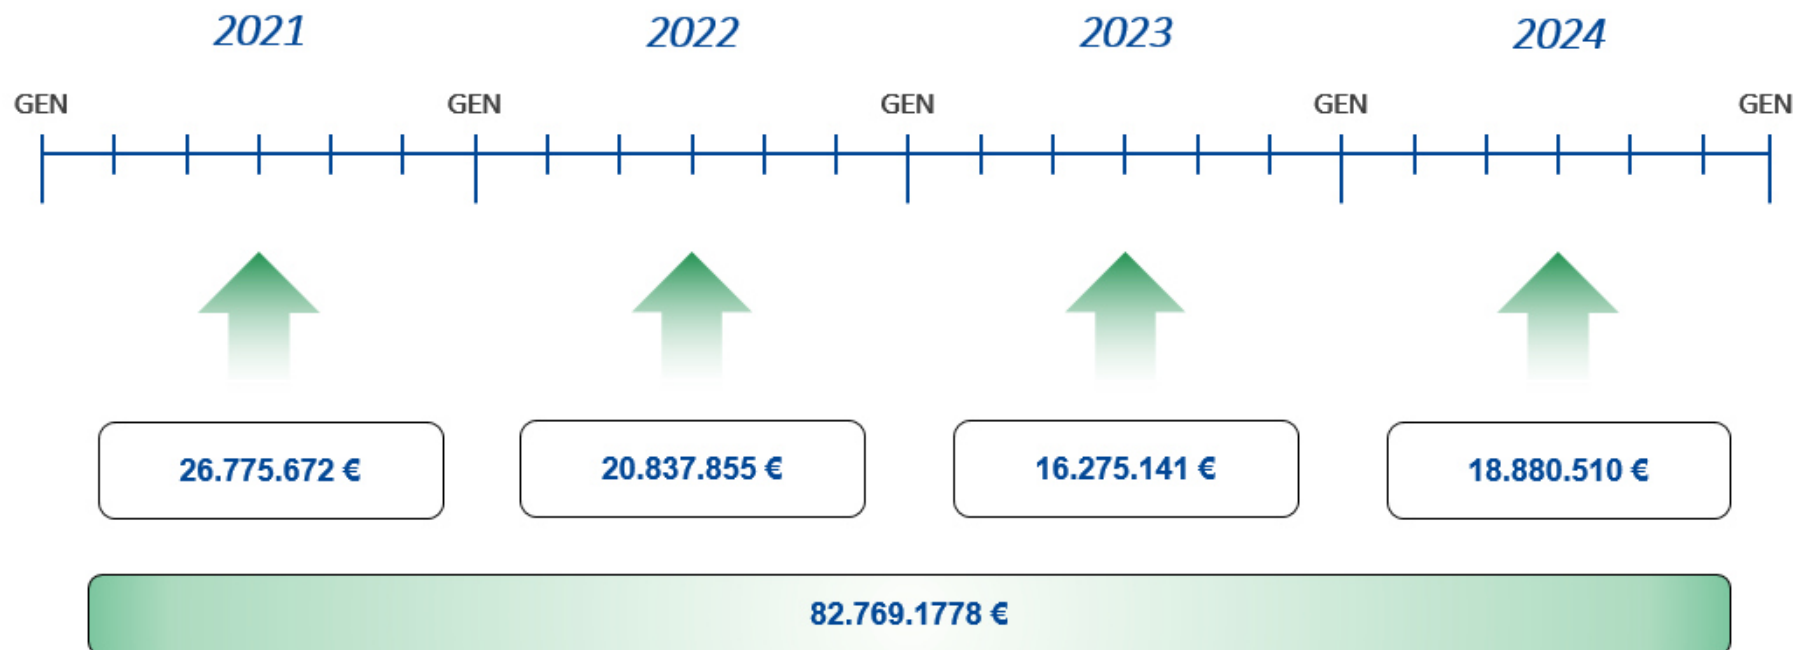 2021 2022 2023 2024
GEN GEN GEN GEN GEN
26.775.672 € 20.837.855 € 16.275.141 € 18.880.510 €
82.769.1778 €